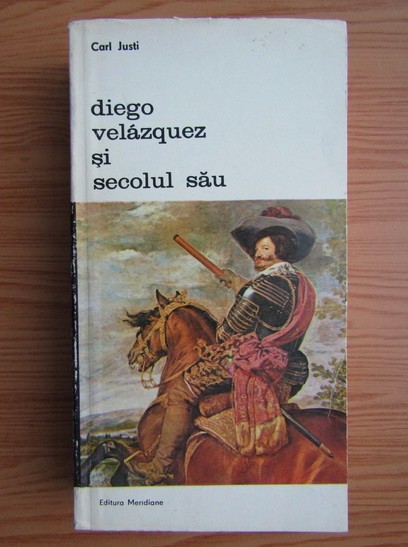 Carl Justi
diego
velázquez
și
secolul său
Editura Meridiane